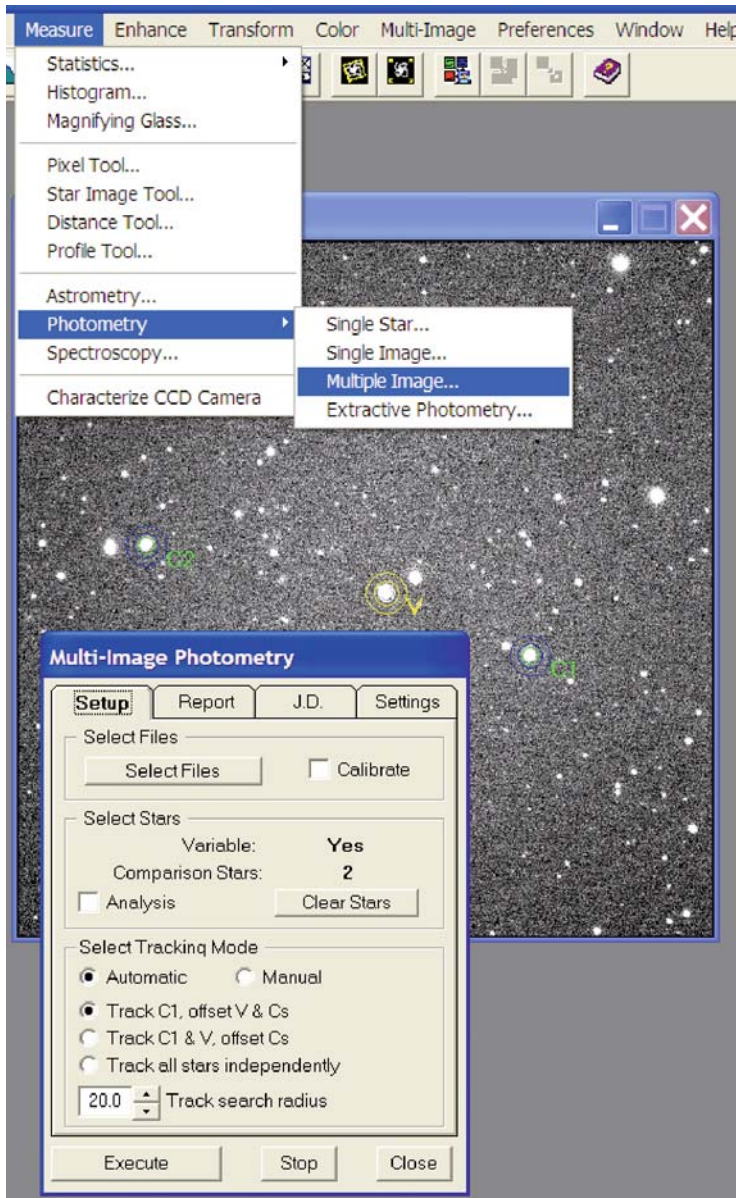 Measure Enhance Transform Color Multi-Image Preferences Window Help
Statistics...
Histogram...
Magnifying Glass...
Pixel Tool...
Star Image Tool...
Distance Tool...
Profile Tool...
Astrometry...
Photometry
Spectroscopy...
Characterize CCD Camera
Single Star...
Single Image...
Multiple Image...
Extractive Photometry...
C2
V
C1
Multi-Image Photometry
Setup Report J.D. Settings
Select Files
Select Files Calibrate
Select Stars
Variable: Yes
Comparison Stars: 2
Analysis Clear Stars
Select Tracking Mode
Automatic Manual
Track C1, offset V & Cs
Track C1 & V, offset Cs
Track all stars independently
20.0 Track search radius
Execute Stop Close